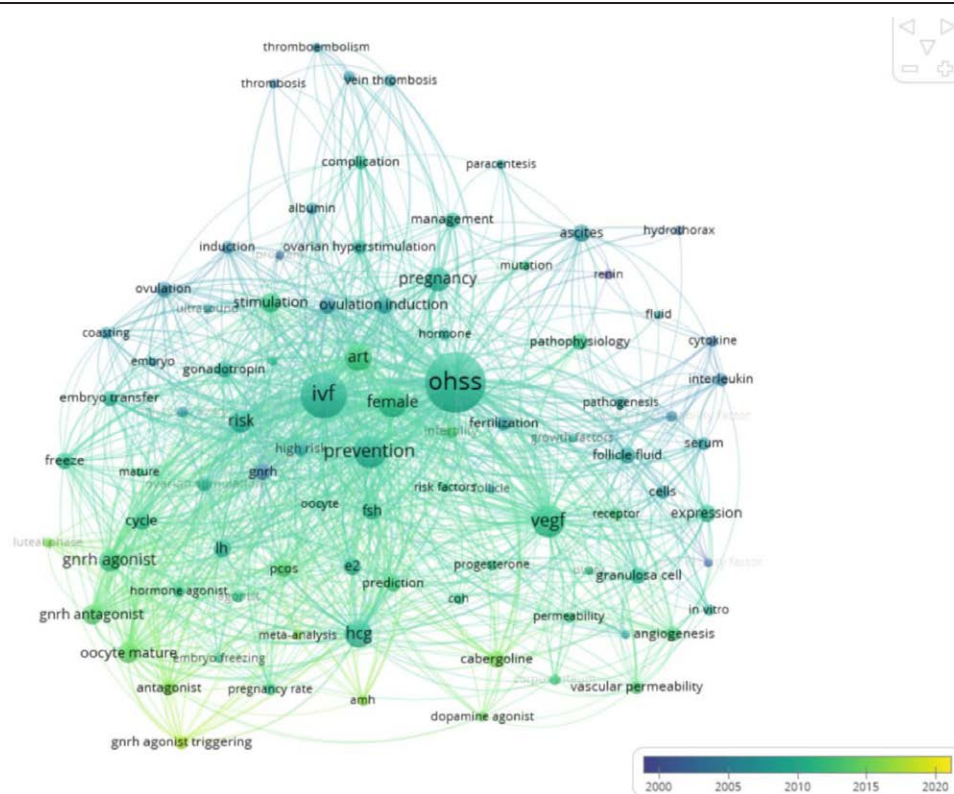 thromboembolism
thrombosis
vein thrombosis
complication
paracentesis
albumin
management
ascites
hydrothorax
induction
ovarian hyperstimulation
mutation
renin
pregnancy
ovulation
ultrasound
stimulation
ovulation induction
fluid
coasting
hormone
pathophysiology
cytokine
embryo
art
gonadotropin
interleukin
ivf
ohss
embryo transfer
female
pathogenesis
risk
fertilization
infertility
growth factors
serum
high risk
prevention
follicle fluid
freeze
mature
gnrh
risk factors
follicle
cells
oocyte
fsh
cycle
vegf
receptor
expression
luteal phase
lh
gnrh agonist
pcos
e2
progesterone
granulosa cell
prediction
hormone agonist
coh
in vitro
gnrh antagonist
permeability
meta-analysis
hcg
angiogenesis
oocyte mature
embryo freezing
cabergoline
antagonist
pregnancy rate
vascular permeability
amh
dopamine agonist
gnrh agonist triggering
2000 2005 2010 2015 2020